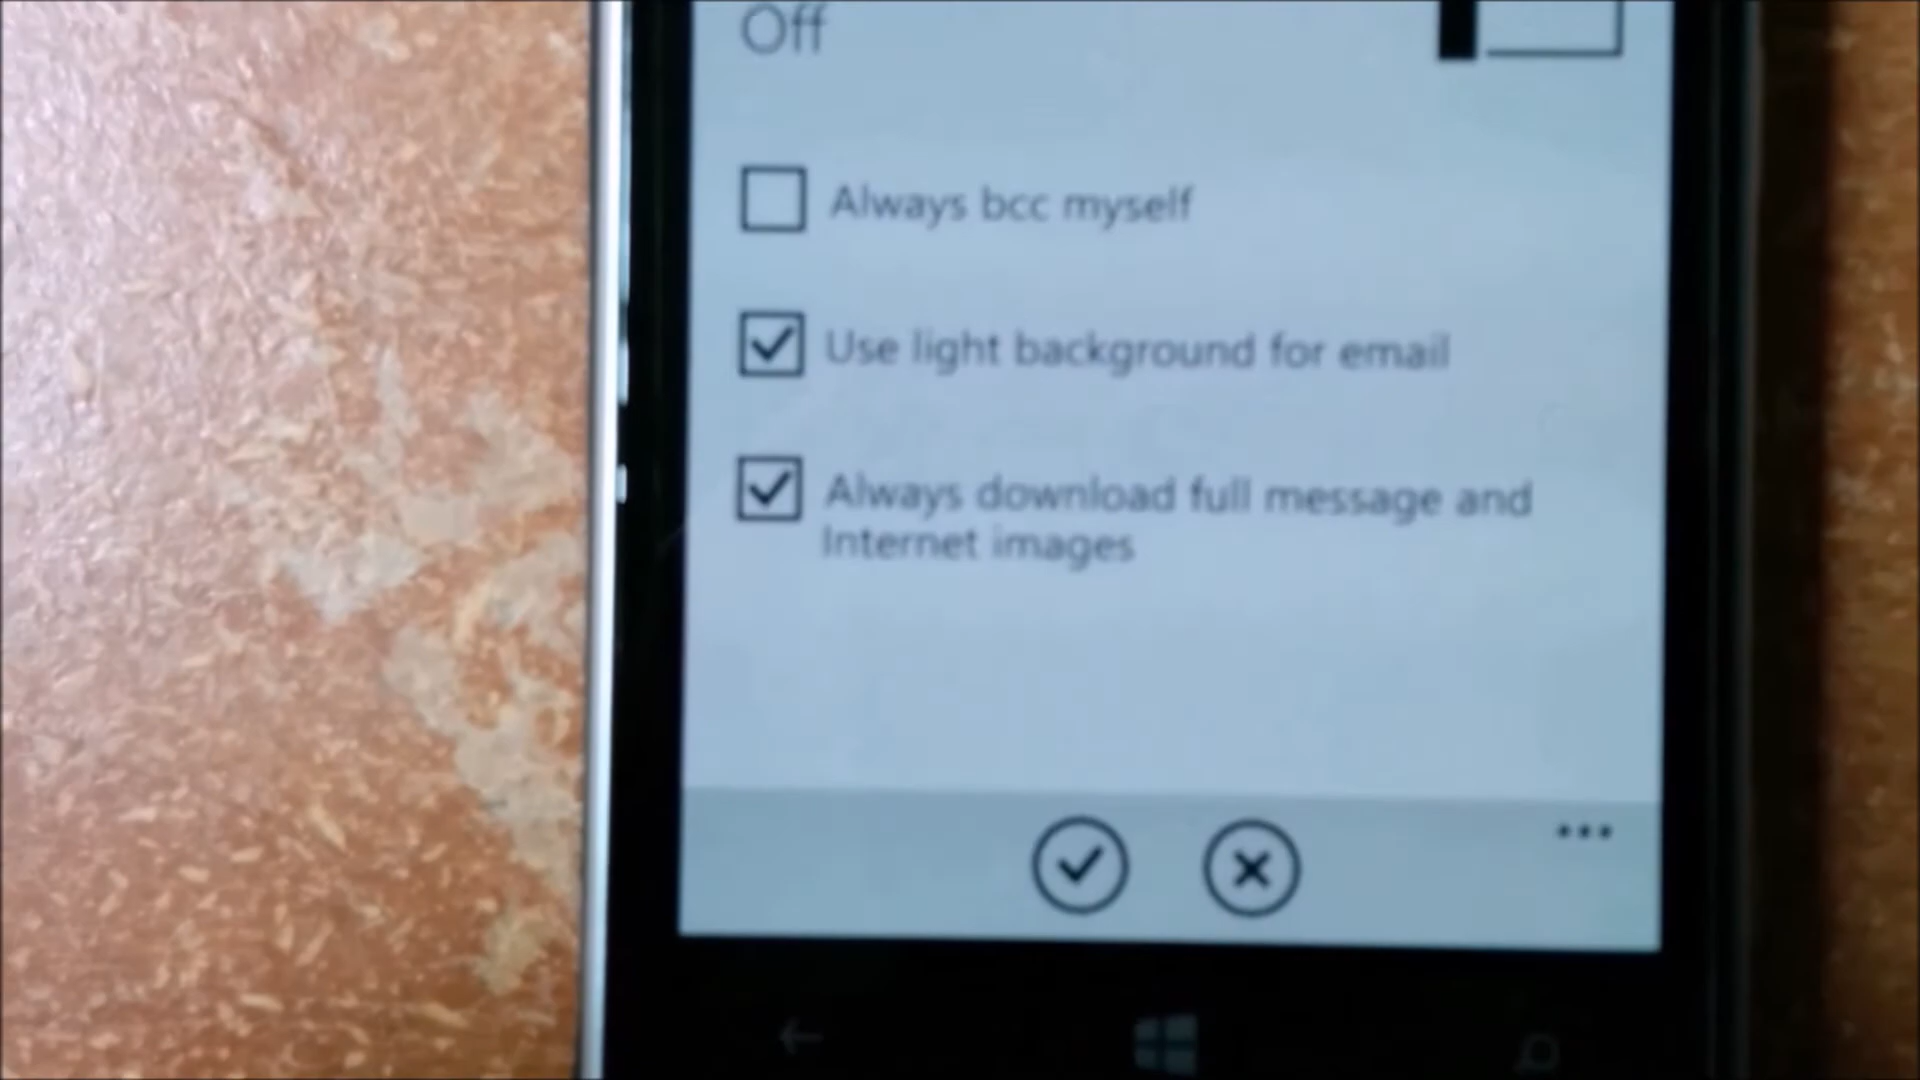 Off
Always bcc myself
Use light background for email
Always download full message and
Internet images